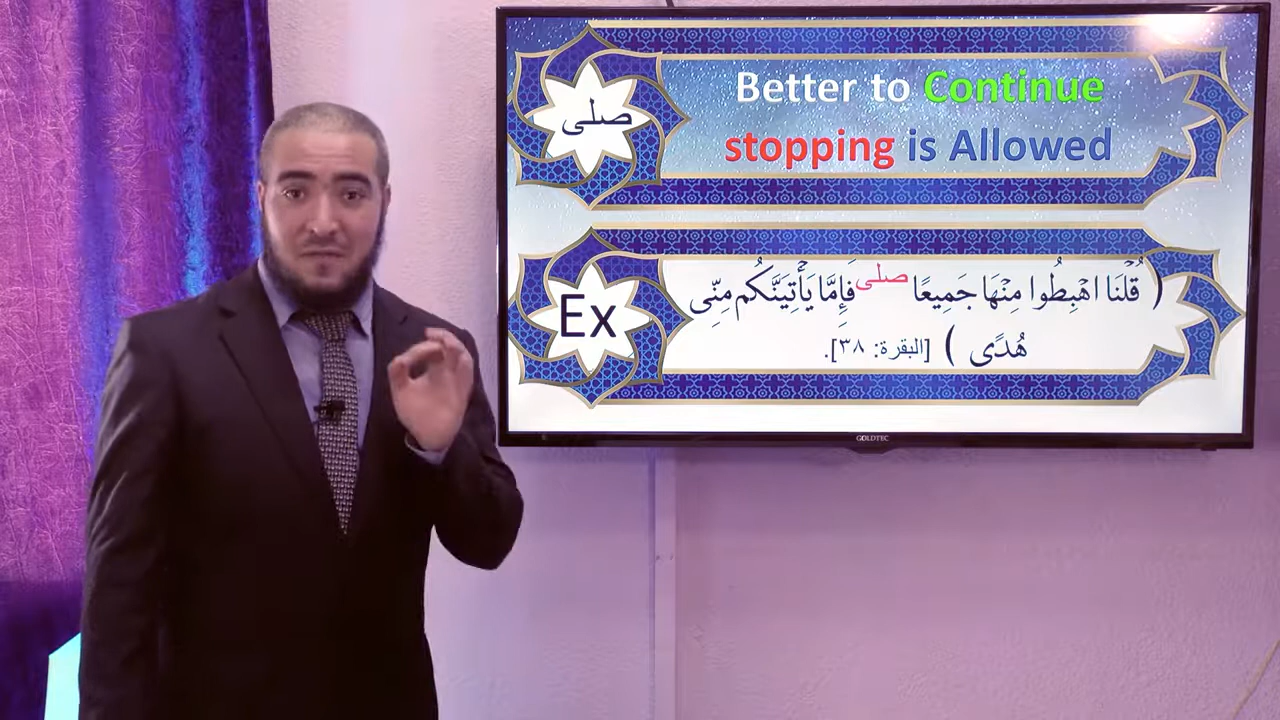 صلى
Better to Continue
stopping is Allowed
Ex
( قُلۡنَا اهۡبِطُوا مِنۡهَا جَمِيعًا صلى فَإِمَّا يَأۡتِيَنَّكُم مِنِّى
هُدًى ) [البقرة: ٣٨].
GOLDTEC